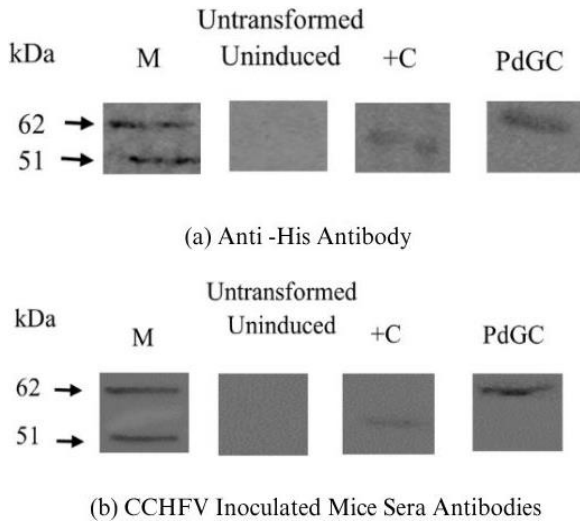 Untransformed
kDa M Uninduced +C PdGC
62
51
(a) Anti -His Antibody
Untransformed
kDa M Uninduced +C PdGC
62
51
(b) CCHFV Inoculated Mice Sera Antibodies